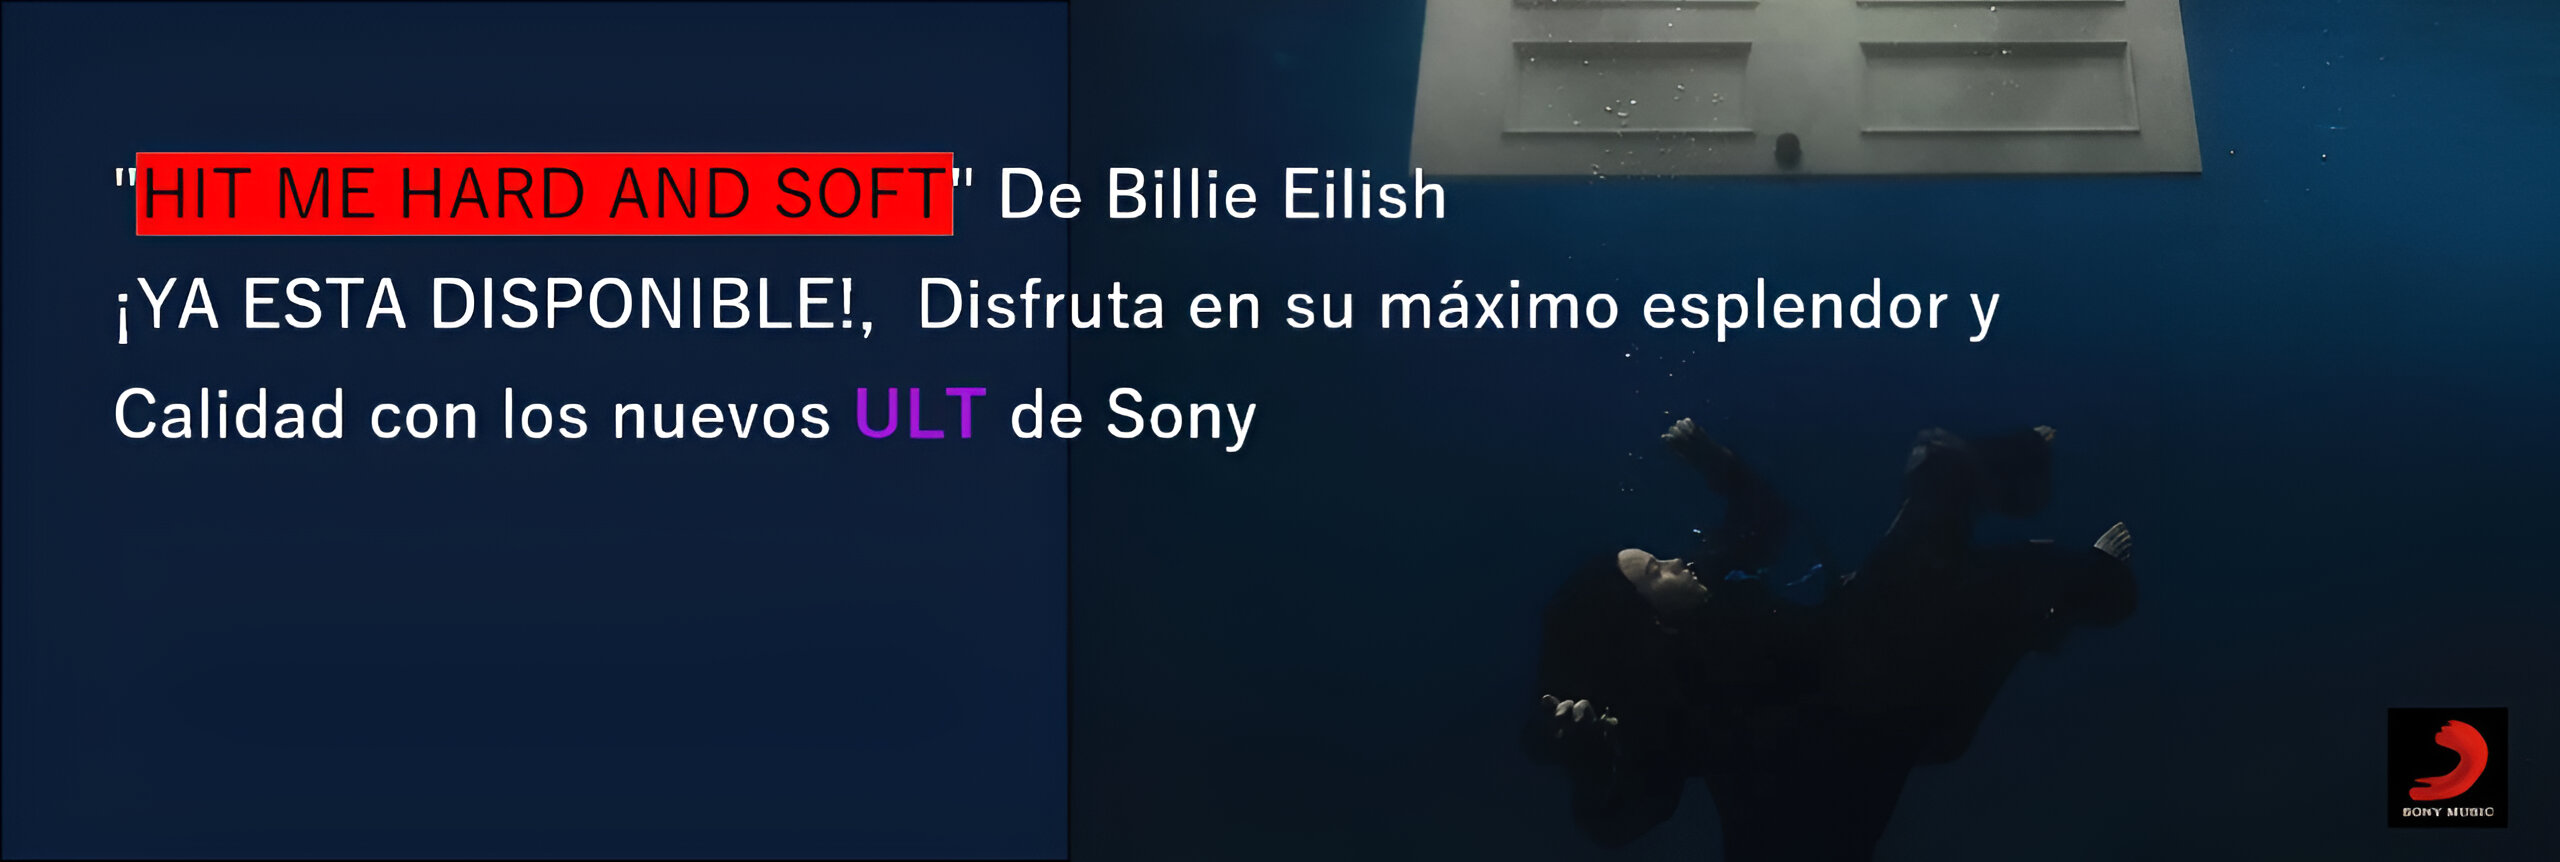 "HIT ME HARD AND SOFT" De Billie Eilish
¡YA ESTA DISPONIBLE!, Disfruta en su máximo esplendor y
Calidad con los nuevos ULT de Sony
SONY MUSIC